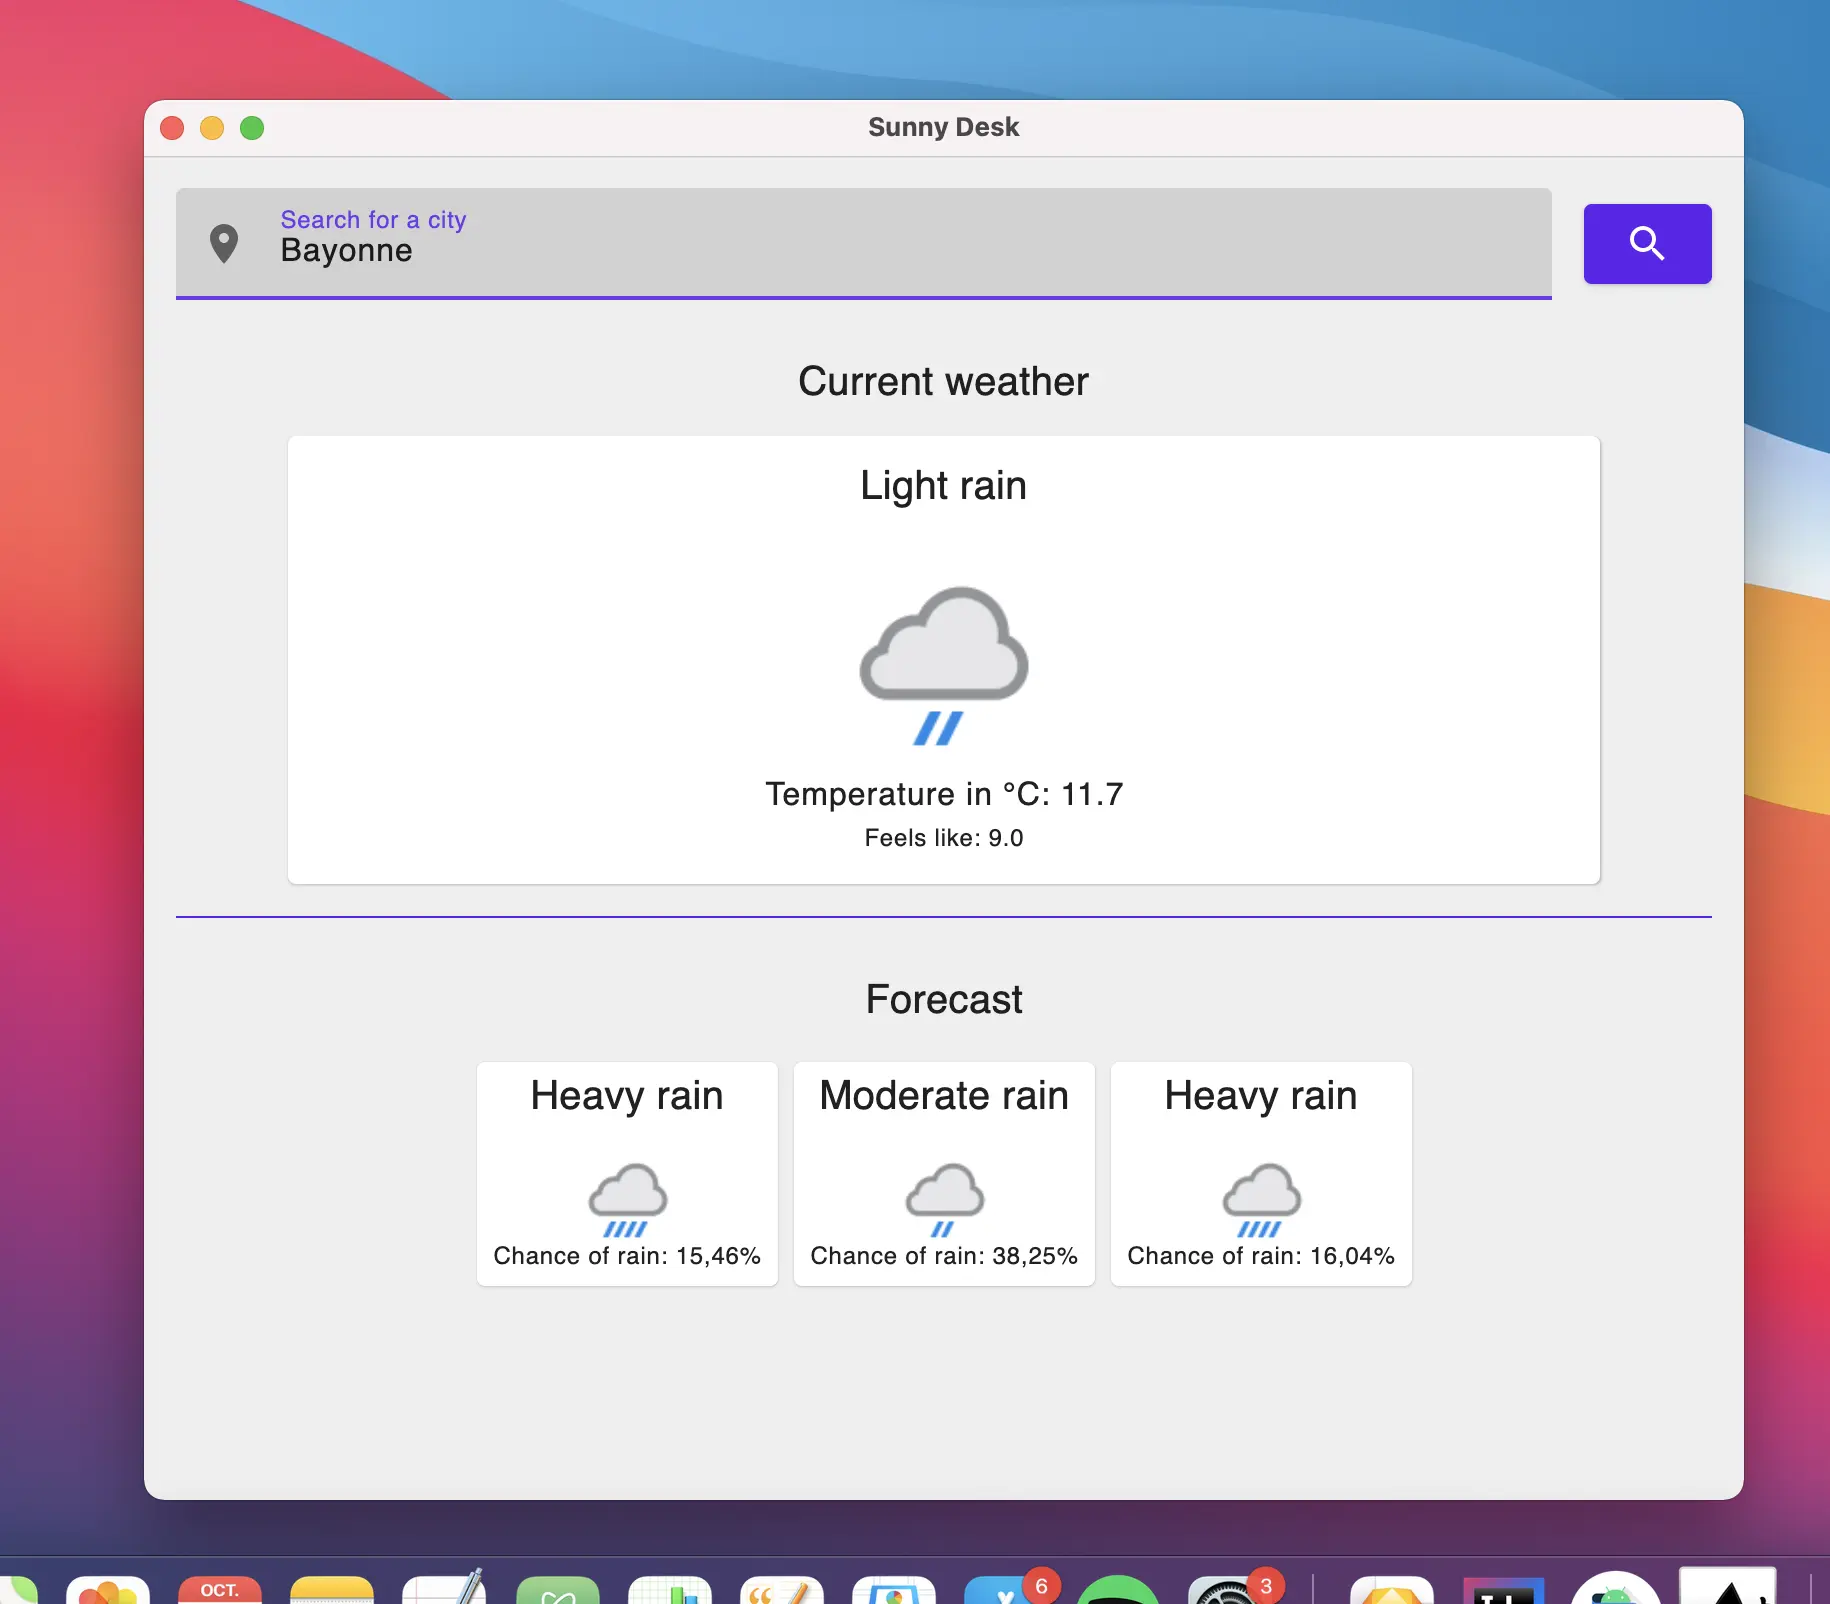 Sunny Desk
Search for a city
Bayonne
Current weather
Light rain
Temperature in °C: 11.7
Feels like: 9.0
Forecast
Heavy rain
Chance of rain: 15,46%
Moderate rain
Chance of rain: 38,25%
Heavy rain
Chance of rain: 16,04%
OCT.
6
3